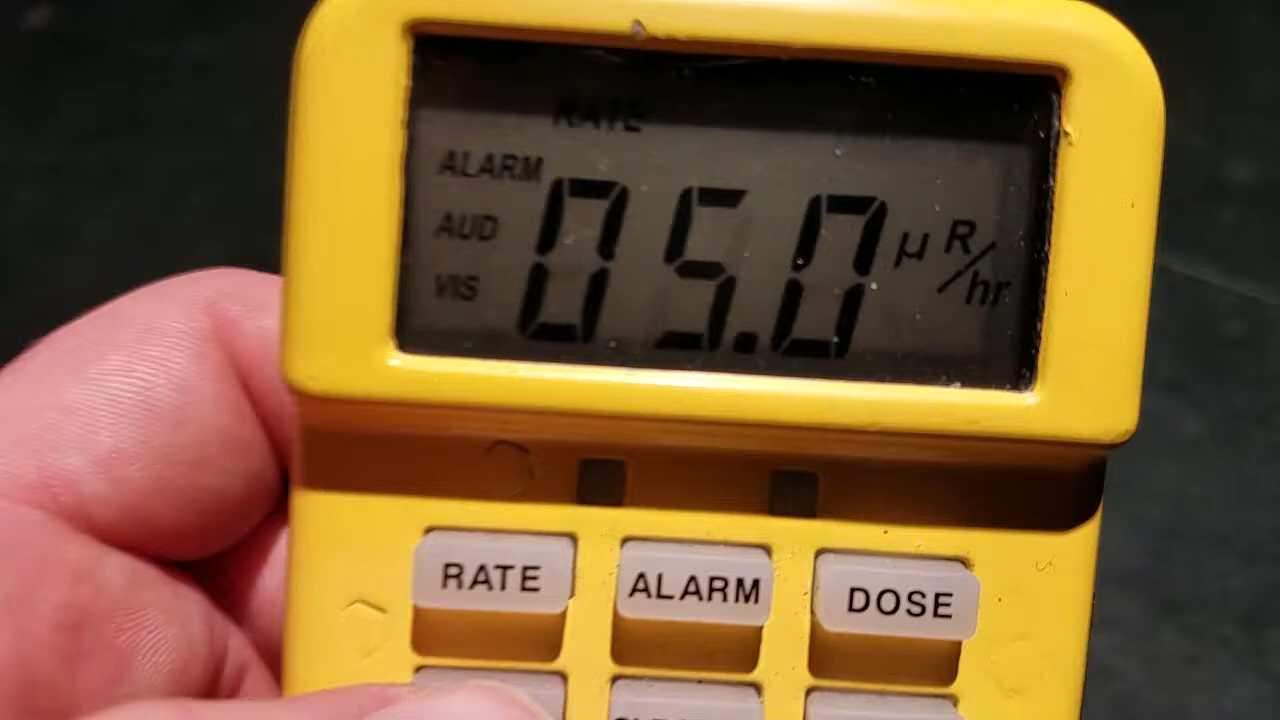 RATE
ALARM
AUD
VIS
05.0 μR/hr
RATE ALARM DOSE